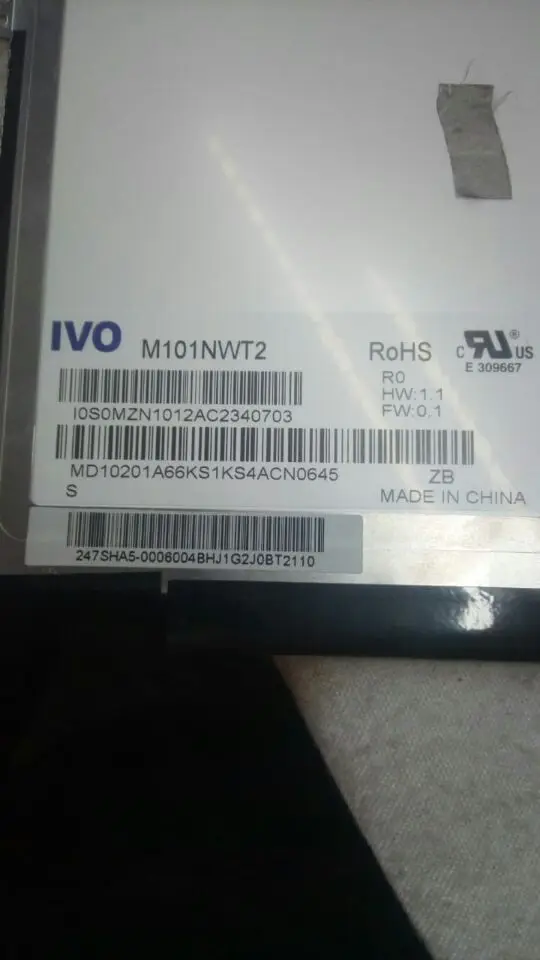 IVO M101NWT2 RoHS c RU ® US
E 309667
R0
HW:1.1
FW:0.1
I0S0MZN1012AC2340703
MD10201A66KS1KS4ACN0645
ZB
S
MADE IN CHINA
247SHA5-0006004BHJ1G2J0BT2110